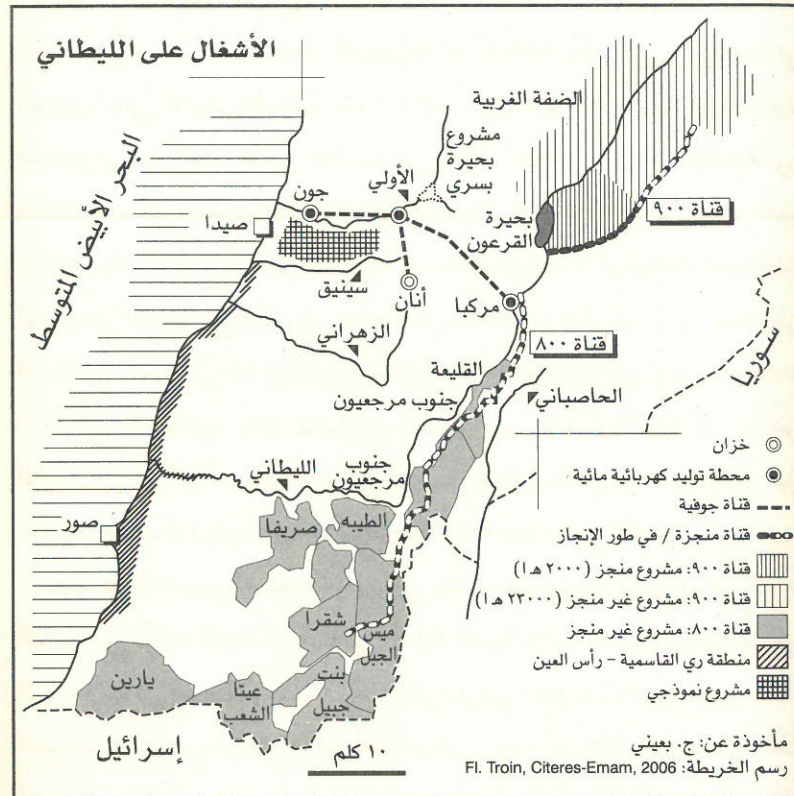 الأشغال على الليطاني
البحر الأبيض المتوسط
الضفة الغربية
مشروع
بحيرة
بسري
الأولي
جون
صيدا
بحيرة
القرعون
قناة ٩٠٠
سينيق
أنان
مركبا
الزهراني
قناة ٨٠٠
سوريا
القليعة
جنوب مرجعيون
الحاصباني
الليطاني
جنوب
مرجعيون
صور
صريفا
الطيبه
شقرا
ميس
الجبل
بنت
جبيل
عيتا
الشعب
يارين
إسرائيل
خزان
محطة توليد كهربائية مائية
قناة جوفية
قناة منجزة / في طور الإنجاز
قناة ٩٠٠: مشروع منجز (٢٠٠٠ هـ١)
قناة ٩٠٠: مشروع غير منجز (٢٣٠٠٠ هـ١)
قناة ٨٠٠: مشروع غير منجز
منطقة ري القاسمية - رأس العين
مشروع نموذجي
١٠ كلم
مأخوذة عن: ج. بعيني
رسم الخريطة: Fl. Troin, Citeres-Emam, 2006